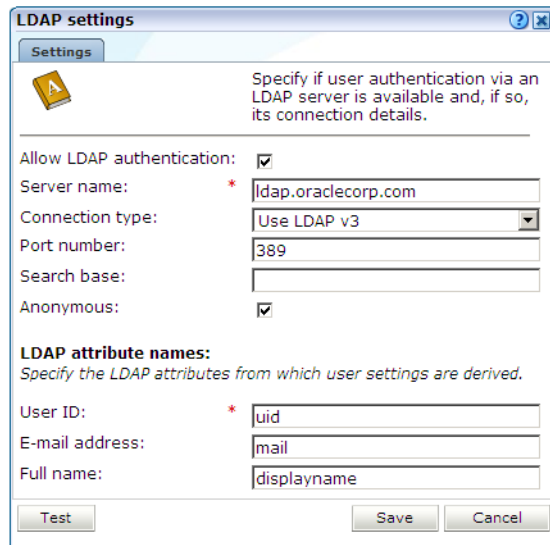 LDAP settings
Settings
A
Specify if user authentication via an
LDAP server is available and, if so,
its connection details.
Allow LDAP authentication:
Server name: * ldap.oraclecorp.com
Connection type: Use LDAP v3
Port number: 389
Search base:
Anonymous:
LDAP attribute names:
Specify the LDAP attributes from which user settings are derived.
User ID: * uid
E-mail address: mail
Full name: displayname
Test Save Cancel